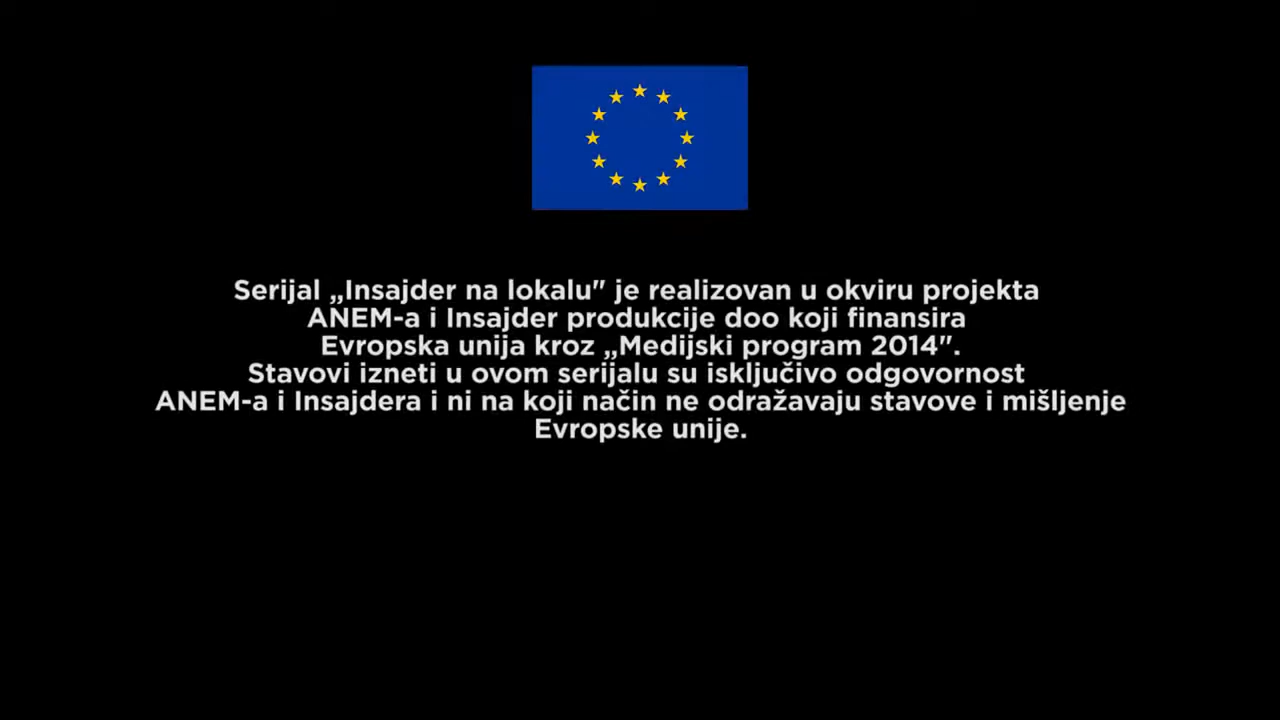 Serijal „Insajder na lokalu" je realizovan u okviru projekta
ANEM-a i Insajder produkcije doo koji finansira
Evropska unija kroz „Medijski program 2014".
Stavovi izneti u ovom serijalu su isključivo odgovornost
ANEM-a i Insajdera i ni na koji način ne odražavaju stavove i mišljenje
Evropske unije.